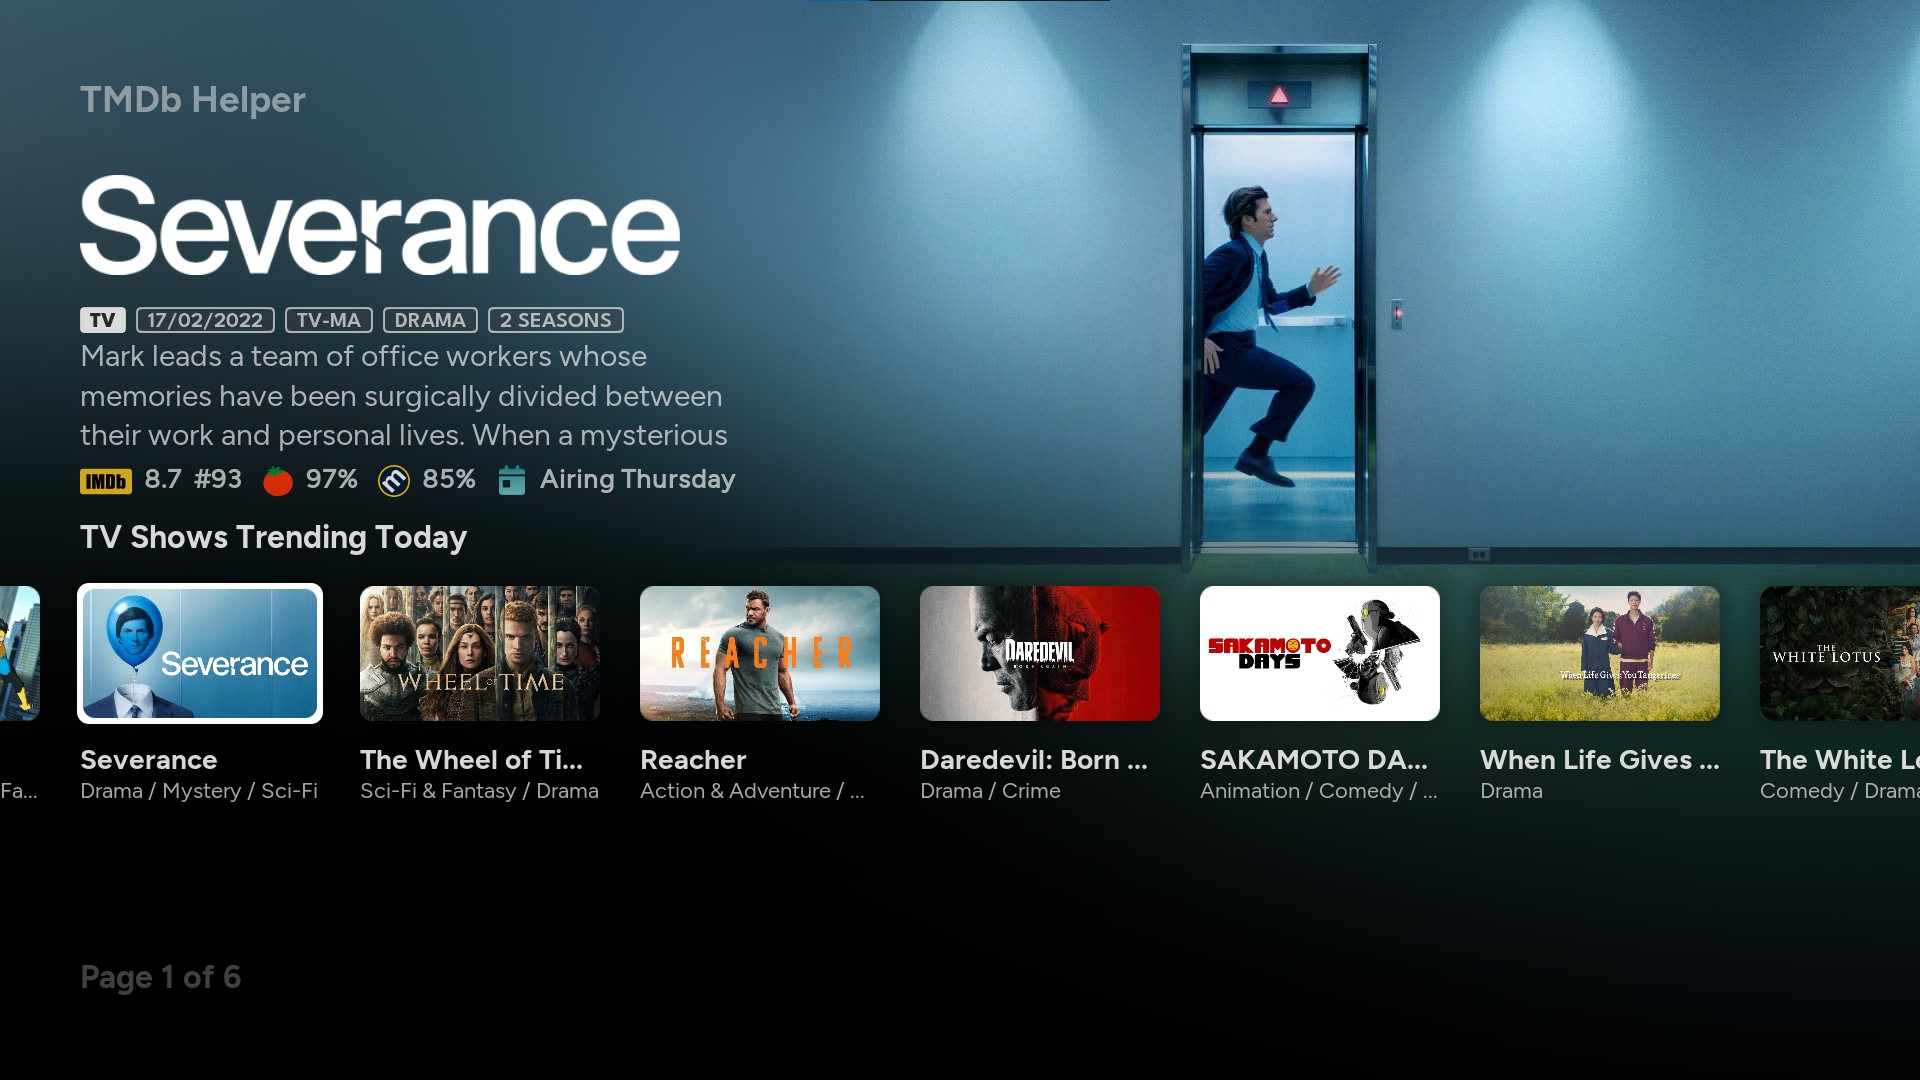 TMDb Helper
Severance
TV 17/02/2022 TV-MA DRAMA 2 SEASONS
Mark leads a team of office workers whose
memories have been surgically divided between
their work and personal lives. When a mysterious
IMDb 8.7 #93 97% m 85% Airing Thursday
TV Shows Trending Today
Severance
THE
WHEEL OF TIME
REACHER
DAREDEVIL
BORN AGAIN
SAKAMOTO
DAYS
When Life Gives You Tangerines
THE
WHITE LOTUS
Fa...
Severance
Drama / Mystery / Sci-Fi
The Wheel of Ti...
Sci-Fi & Fantasy / Drama
Reacher
Action & Adventure / ...
Daredevil: Born ...
Drama / Crime
SAKAMOTO DA...
Animation / Comedy / ...
When Life Gives ...
Drama
The White Lo
Comedy / Drama
Page 1 of 6